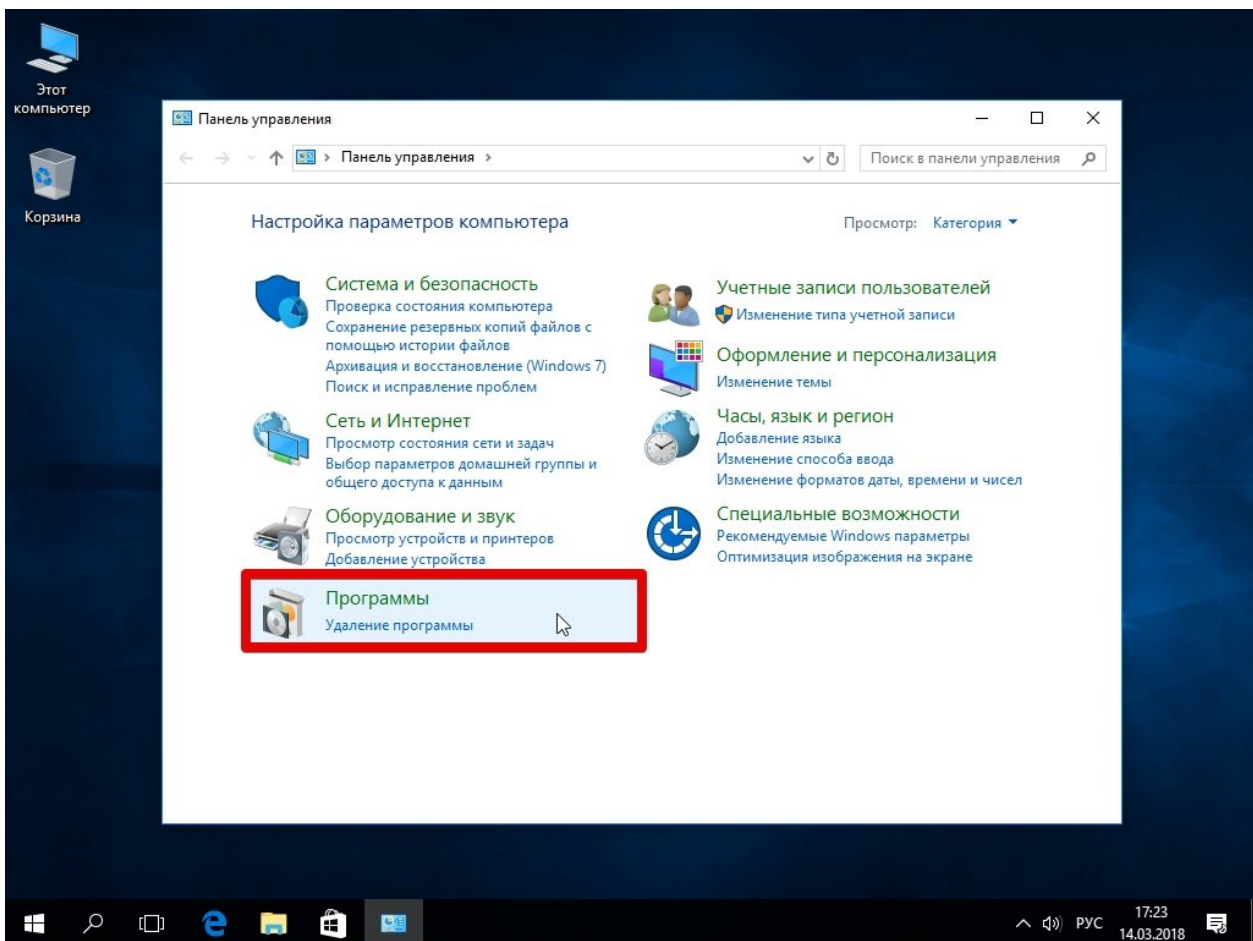 Этот
компьютер
Корзина
Панель управления
Панель управления
Поиск в панели управления
Настройка параметров компьютера
Просмотр: Категория
Система и безопасность
Проверка состояния компьютера
Сохранение резервных копий файлов с
помощью истории файлов
Архивация и восстановление (Windows 7)
Поиск и исправление проблем
Сеть и Интернет
Просмотр состояния сети и задач
Выбор параметров домашней группы и
общего доступа к данным
Оборудование и звук
Просмотр устройств и принтеров
Добавление устройства
Программы
Удаление программы
Учетные записи пользователей
Изменение типа учетной записи
Оформление и персонализация
Изменение темы
Часы, язык и регион
Добавление языка
Изменение способа ввода
Изменение форматов даты, времени и чисел
Специальные возможности
Рекомендуемые Windows параметры
Оптимизация изображения на экране
РУС
17:23
14.03.2018